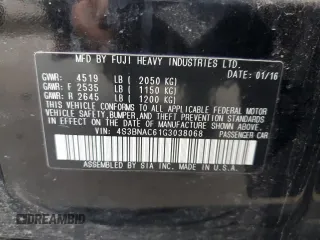 MFD BY FUJI HEAVY INDUSTRIES LTD.
GVWR: 4519 LB ( 2050 KG) DATE: 01/16
GAWR: F 2535 LB ( 1150 KG)
GAWR: R 2645 LB ( 1200 KG)
THIS VEHICLE CONFORMS TO ALL APPLICABLE FEDERAL MOTOR
VEHICLE SAFETY, BUMPER, AND THEFT PREVENTION STANDARDS
IN EFFECT ON THE DATE OF MANUFACTURE SHOWN ABOVE.
VIN: 4S3BNAC61G3038068 PASSENGER CAR
ASSEMBLED BY SIA INC. MADE IN U.S.A.
DREAMBID